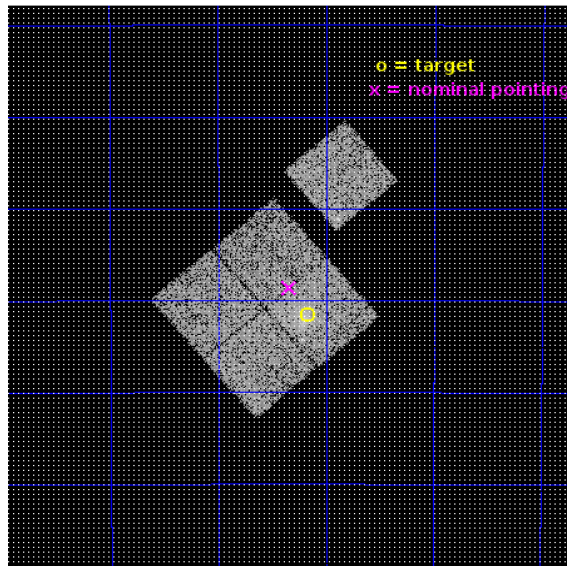 o = target
x = nominal pointing